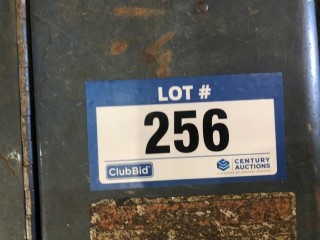 LOT #
256
ClubBid
CENTURY
AUCTIONS